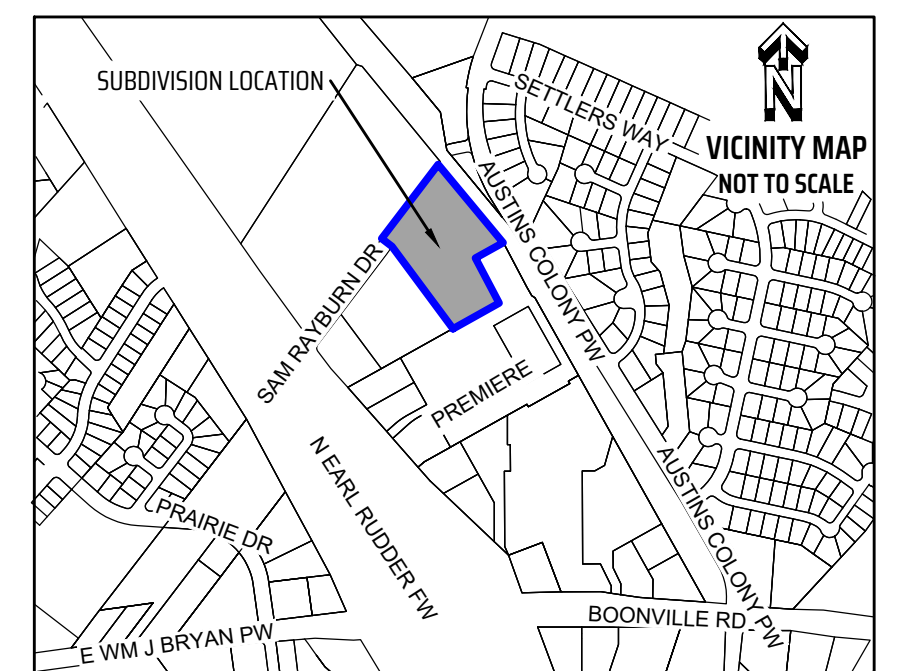 SUBDIVISION LOCATION
SETTLERS WAY
N
VICINITY MAP
NOT TO SCALE
AUSTINS COLONY PW
SAM RAYBURN DR
PREMIERE
N EARL RUDDER FW
AUSTINS COLONY PW
PRAIRIE DR
BOONVILLE RD
E WM J BRYAN PW